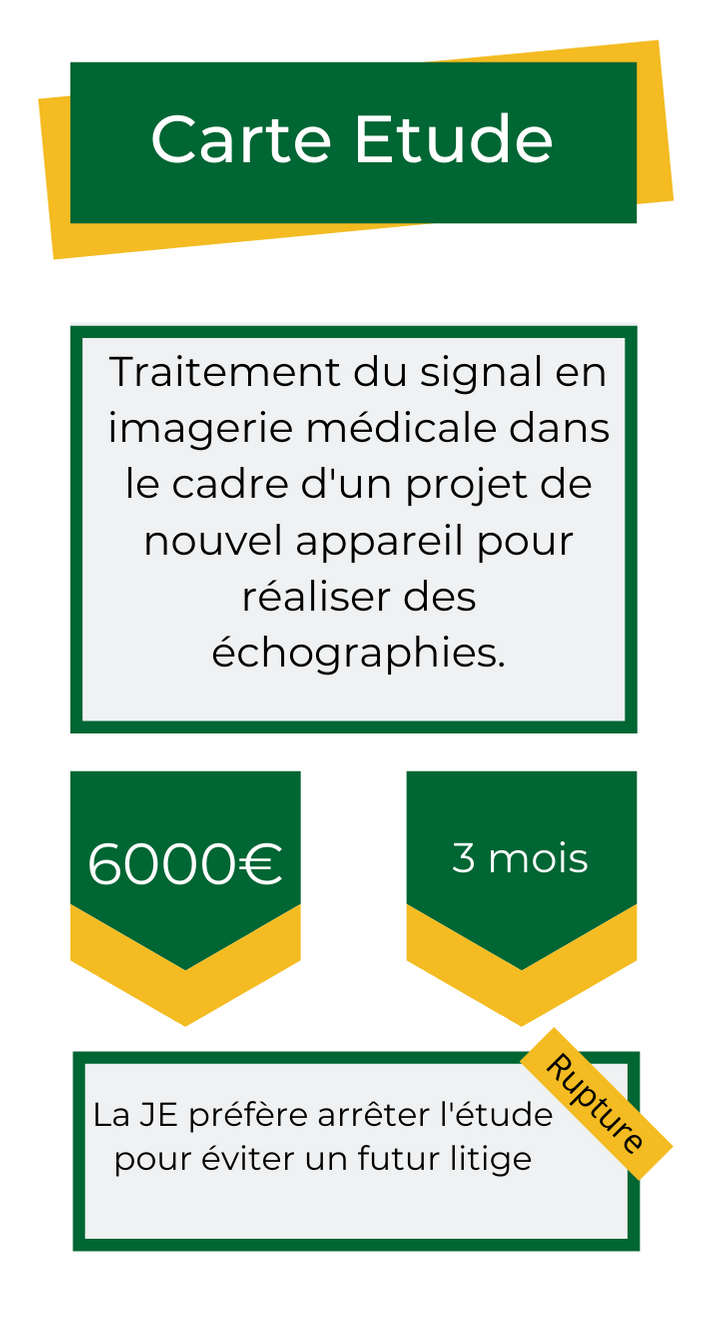 Carte Etude
Traitement du signal en
imagerie médicale dans
le cadre d'un projet de
nouvel appareil pour
réaliser des
échographies.
6000€
3 mois
Rupture
La JE préfère arrêter l'étude
pour éviter un futur litige